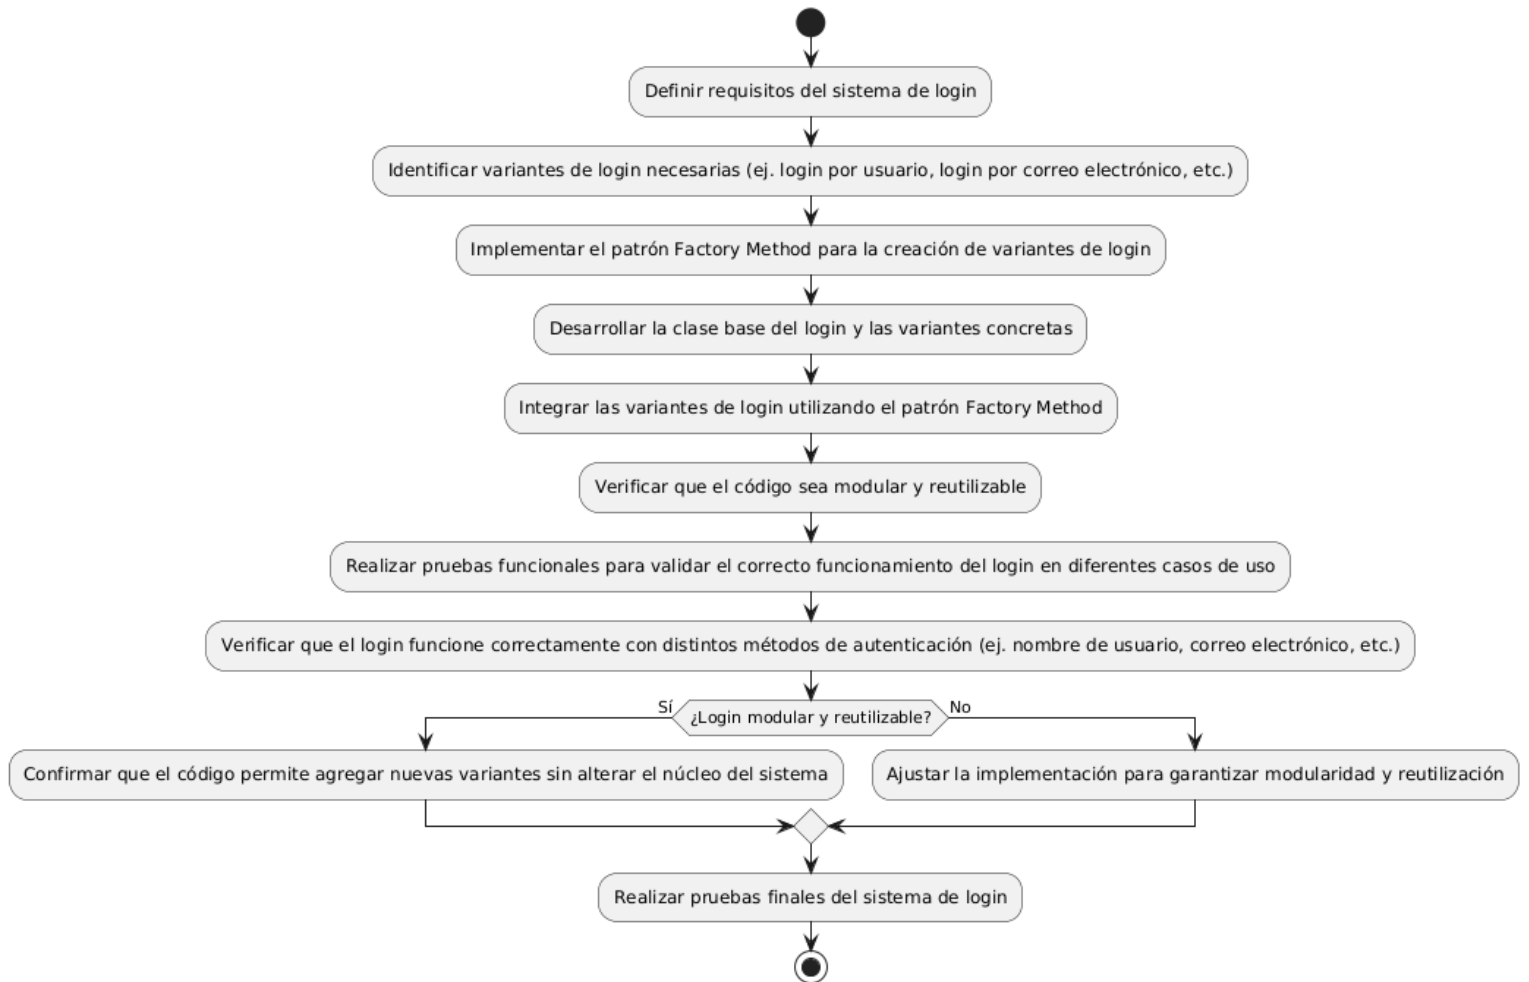 Definir requisitos del sistema de login
Identificar variantes de login necesarias (ej. login por usuario, login por correo electrónico, etc.)
Implementar el patrón Factory Method para la creación de variantes de login
Desarrollar la clase base del login y las variantes concretas
Integrar las variantes de login utilizando el patrón Factory Method
Verificar que el código sea modular y reutilizable
Realizar pruebas funcionales para validar el correcto funcionamiento del login en diferentes casos de uso
Verificar que el login funcione correctamente con distintos métodos de autenticación (ej. nombre de usuario, correo electrónico, etc.)
Sí
¿Login modular y reutilizable?
No
Confirmar que el código permite agregar nuevas variantes sin alterar el núcleo del sistema
Ajustar la implementación para garantizar modularidad y reutilización
Realizar pruebas finales del sistema de login